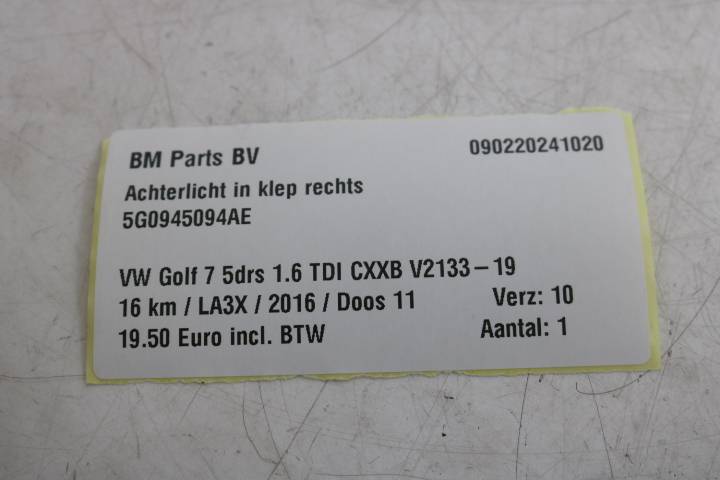 BM Parts BV 090220241020
Achterlicht in klep rechts
5G0945094AE
VW Golf 7 5drs 1.6 TDI CXXB V2133-19
16 km / LA3X / 2016 / Doos 11 Verz: 10
19.50 Euro incl. BTW Aantal: 1